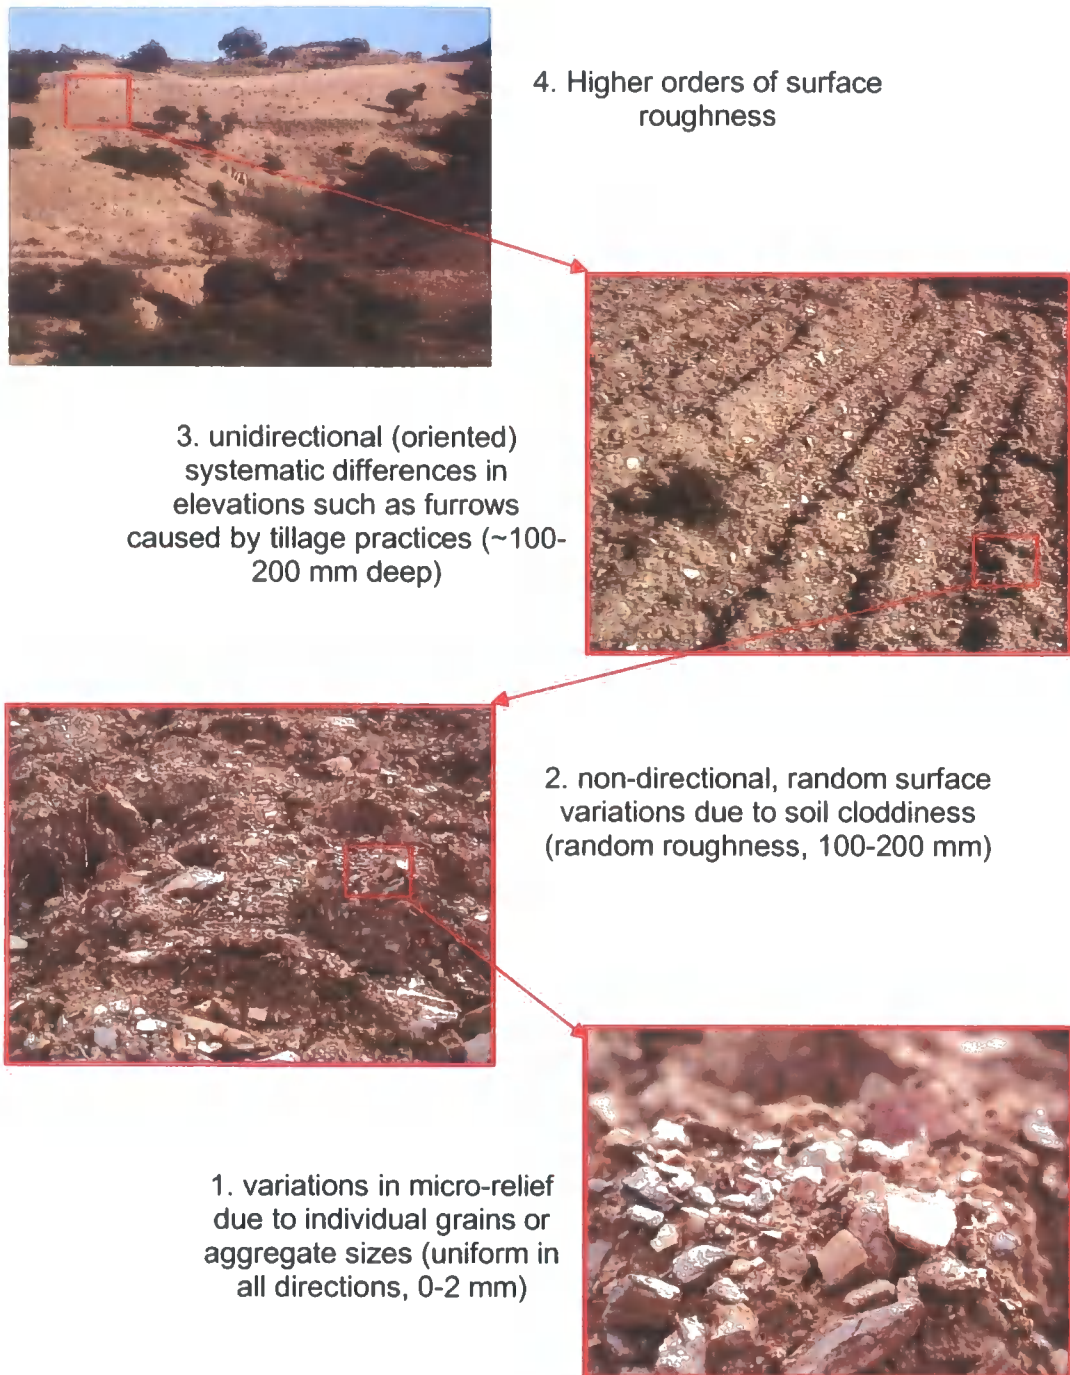 4. Higher orders of surface
roughness
3. unidirectional (oriented)
systematic differences in
elevations such as furrows
caused by tillage practices (~100-
200 mm deep)
2. non-directional, random surface
variations due to soil cloddiness
(random roughness, 100-200 mm)
1. variations in micro-relief
due to individual grains or
aggregate sizes (uniform in
all directions, 0-2 mm)